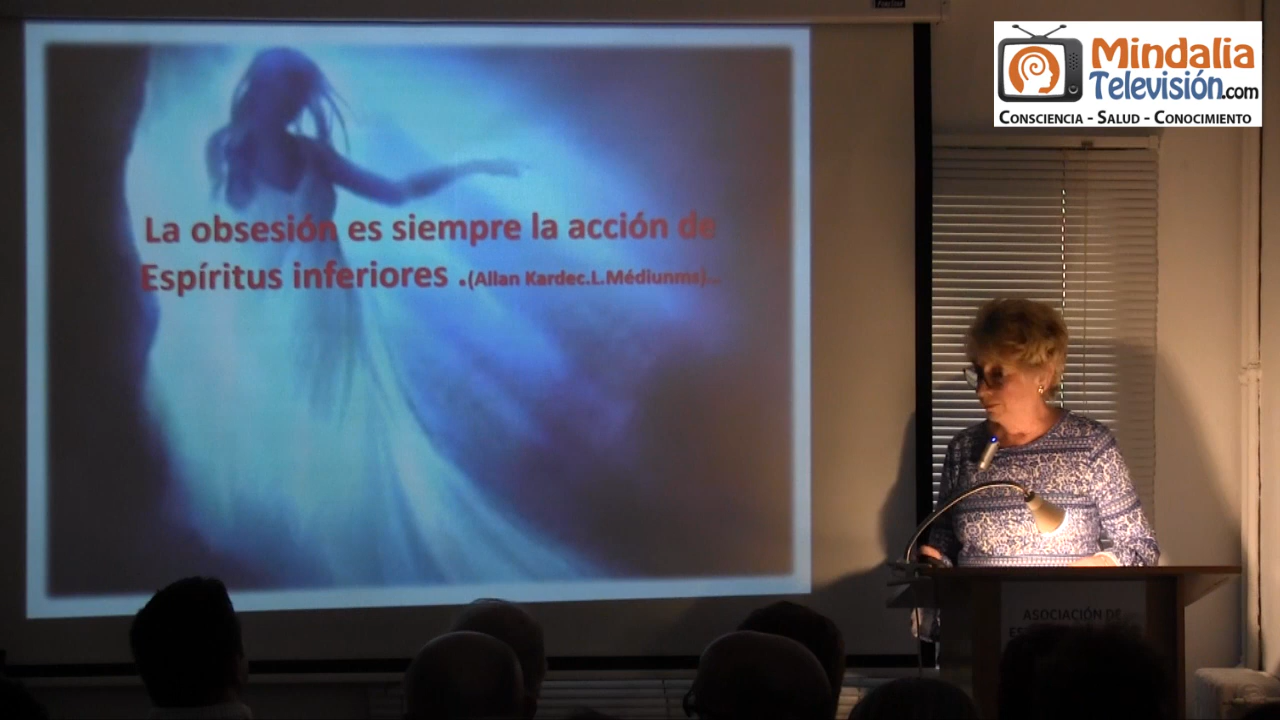 La obsesión es siempre la acción de
Espíritus inferiores .(Allan Kardec.L.Médiunms)..
Mindalia
Televisión.com
CONSCIENCIA - SALUD - CONOCIMIENTO
ASOCIACIÓN DE